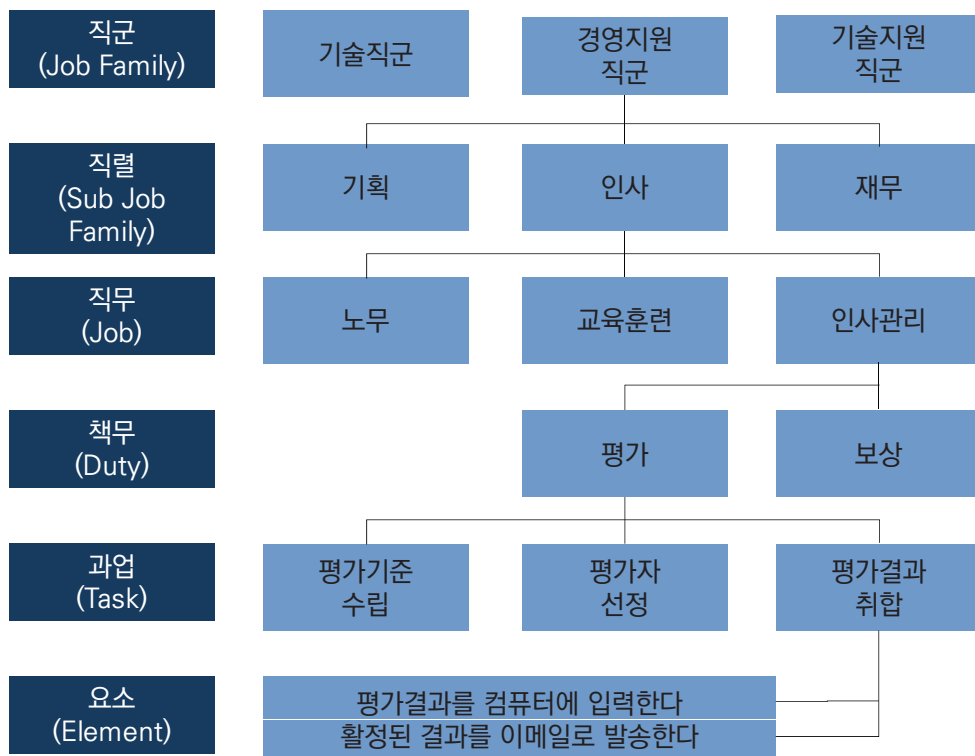 직군
(Job Family)
기술직군
경영지원
직군
기술지원
직군
직렬
(Sub Job
Family)
기획
인사
재무
직무
(Job)
노무
교육훈련
인사관리
책무
(Duty)
평가
보상
과업
(Task)
평가기준
수립
평가자
선정
평가결과
취합
요소
(Element)
평가결과를 컴퓨터에 입력한다
활정된 결과를 이메일로 발송한다